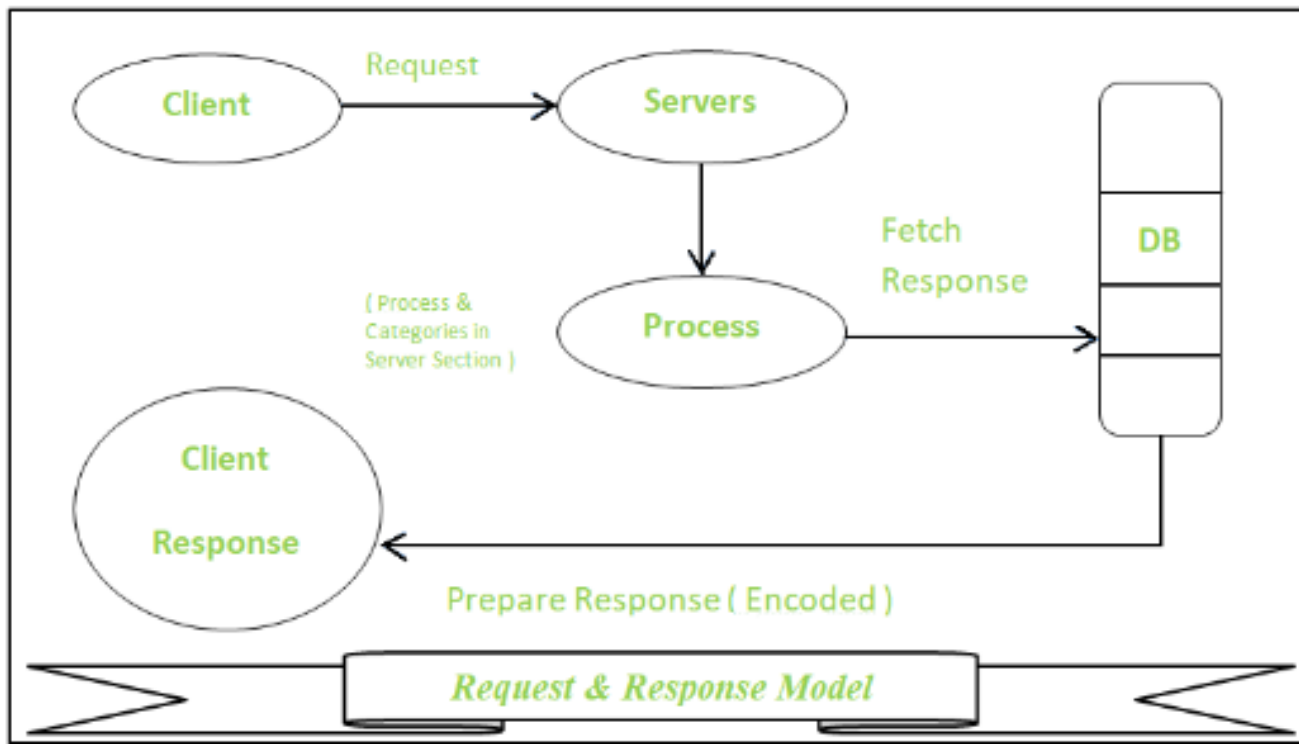 Request
Client
Servers
Fetch
Response
DB
( Process &
Categories in
Server Section )
Process
Client
Response
Prepare Response ( Encoded )
Request & Response Model